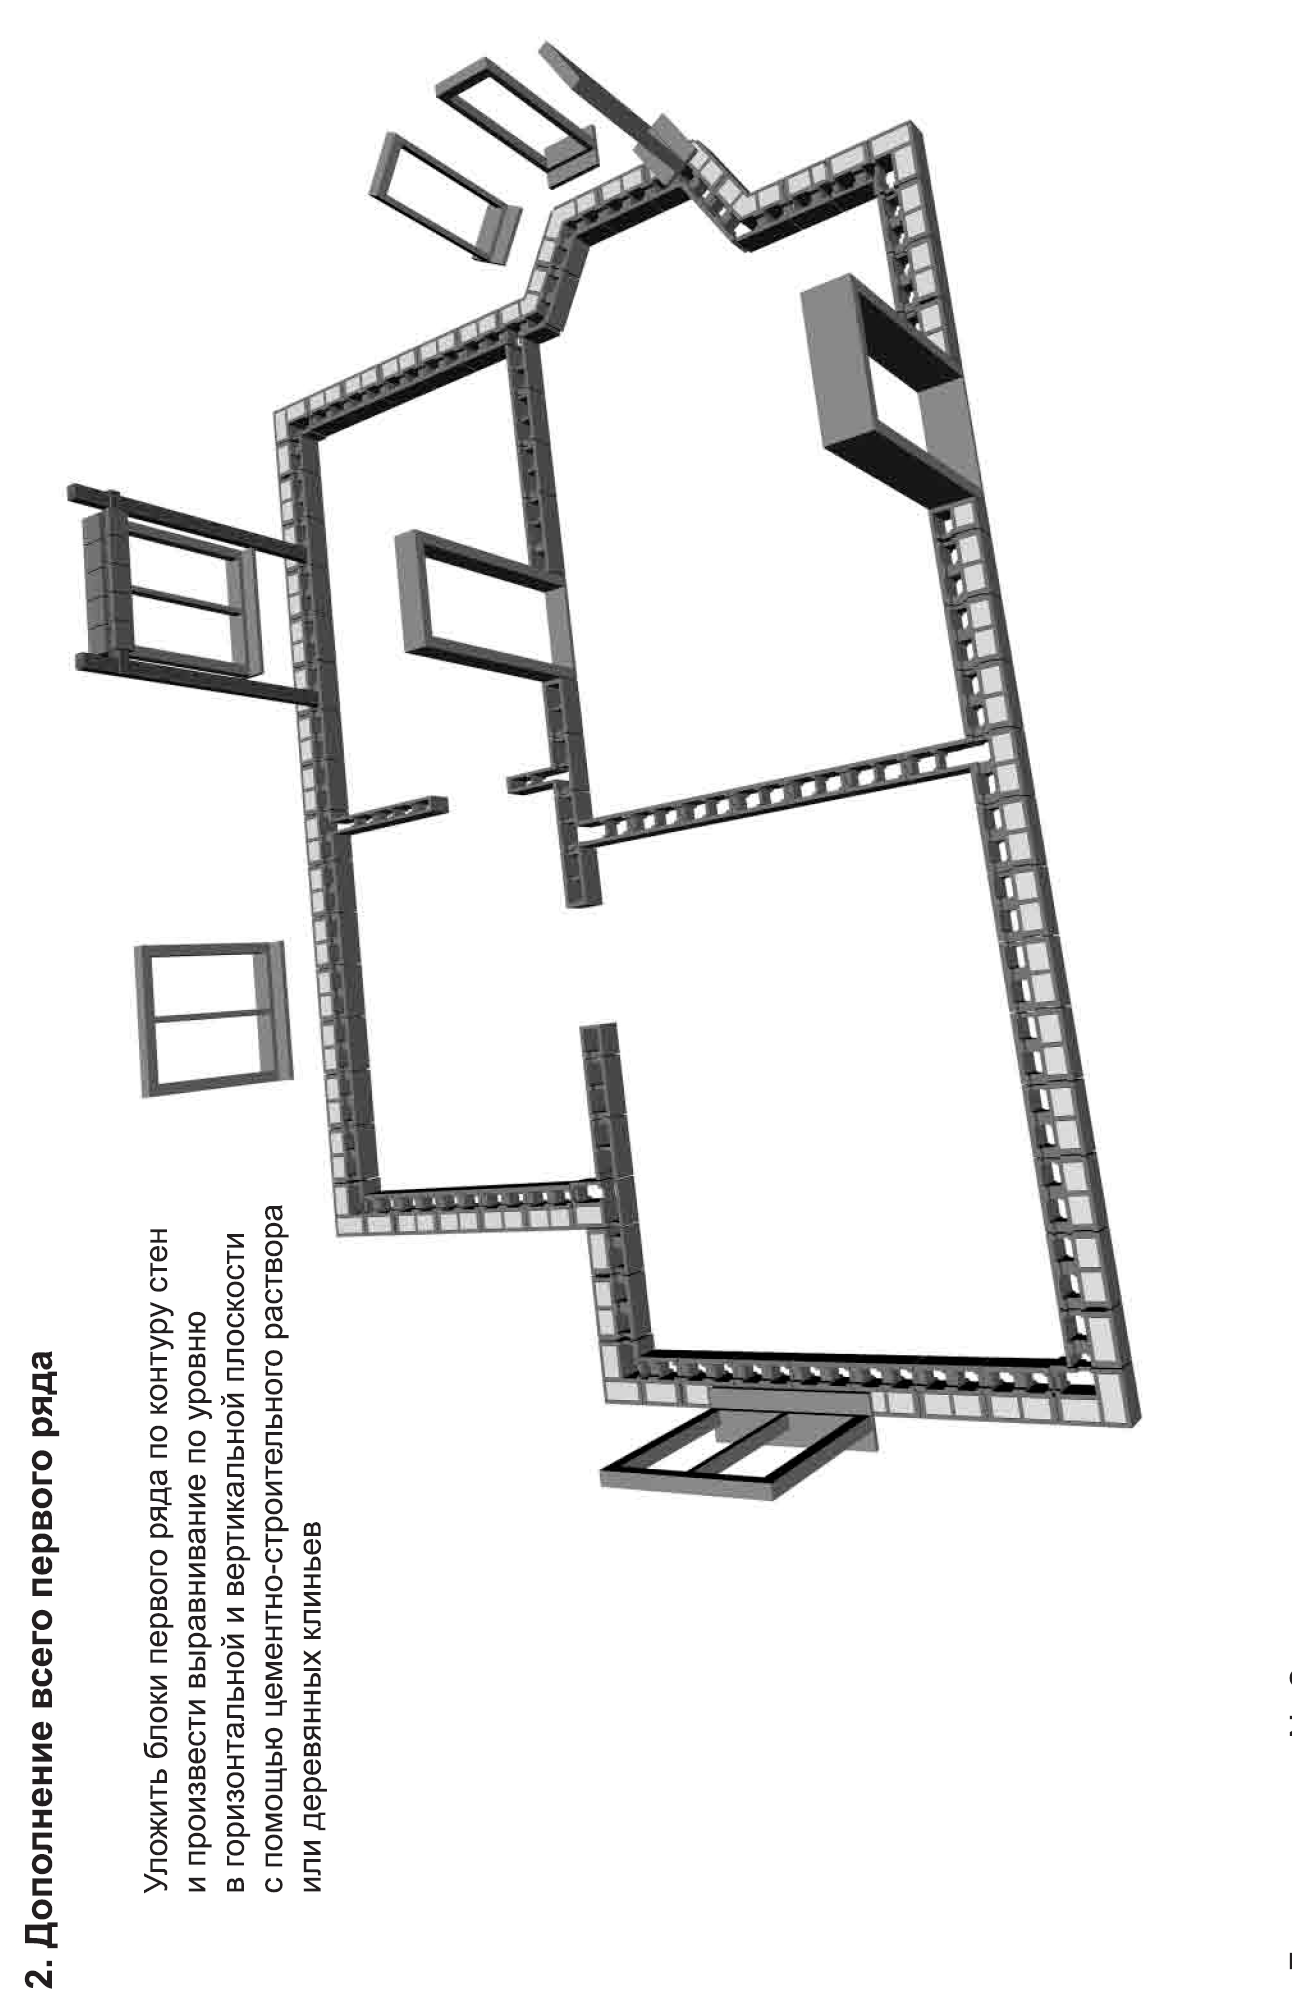 2. Дополнение всего первого ряда
Уложить блоки первого ряда по контуру стен
и произвести выравнивание по уровню
в горизонтальной и вертикальной плоскости
с помощью цементно-строительного раствора
или деревянных клиньев